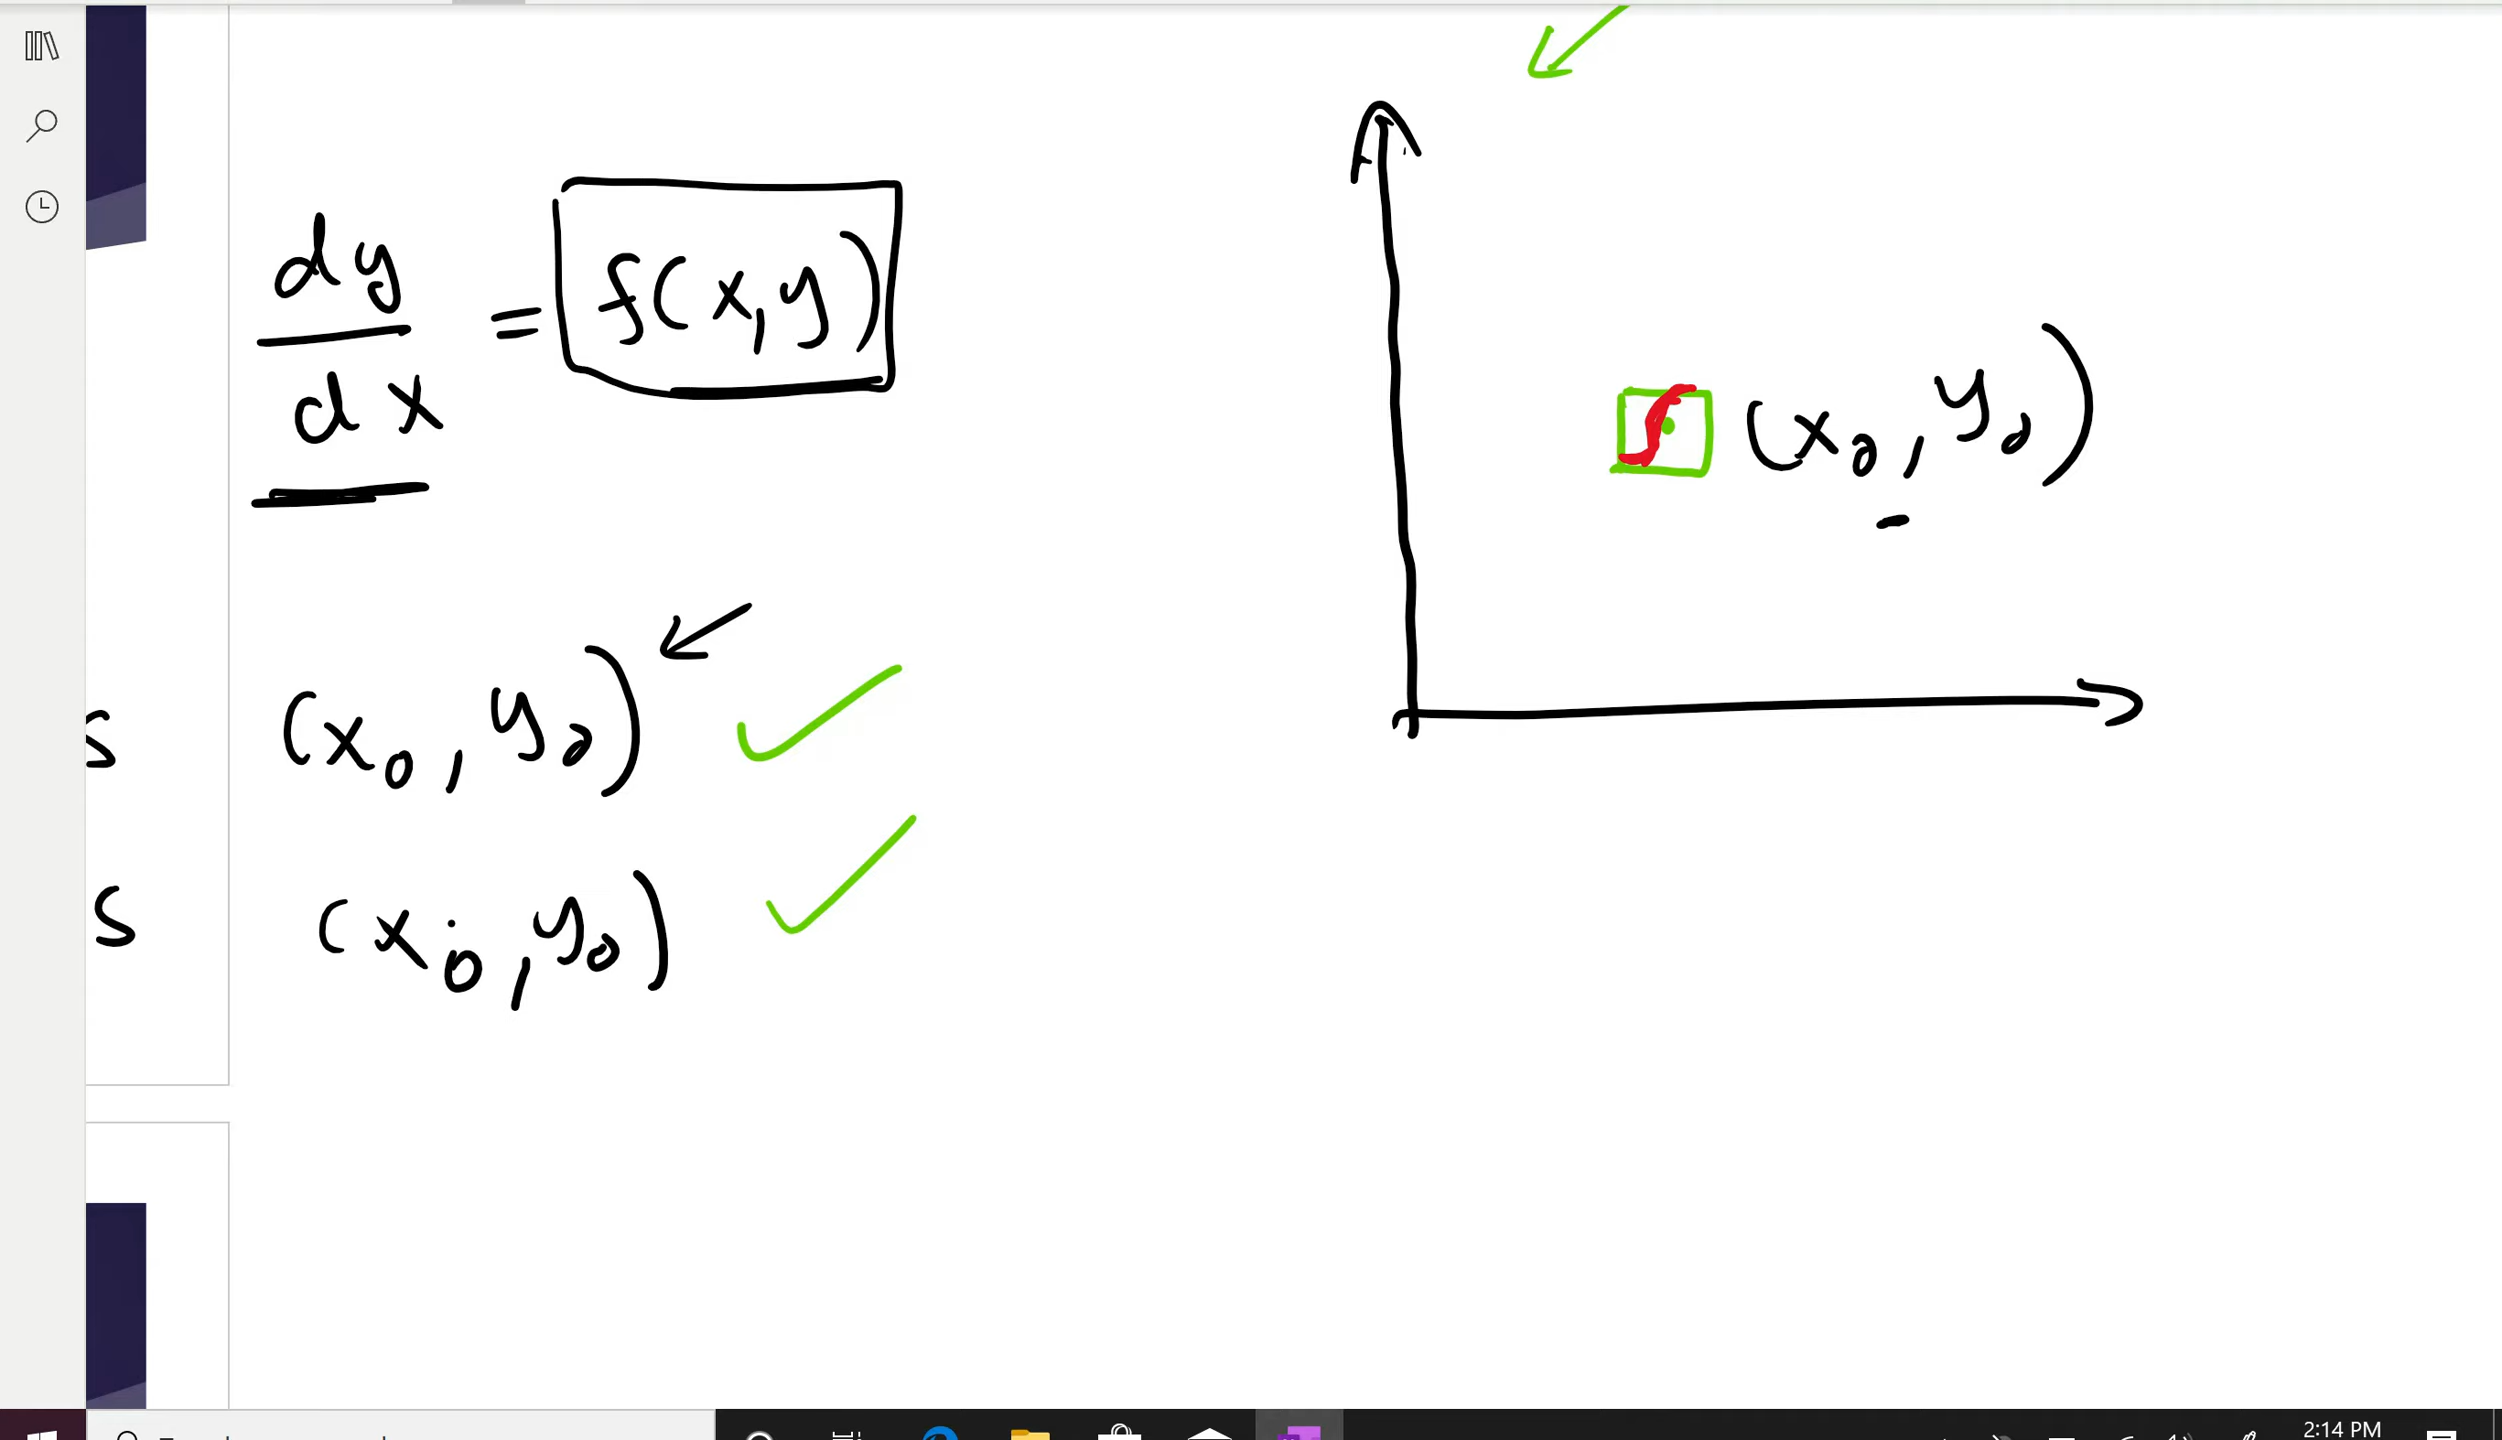 dy/dx = f(x,y)
(x₀, y₀)
s (x₀, y₀)
s (x₀, y₀)
2:14 PM